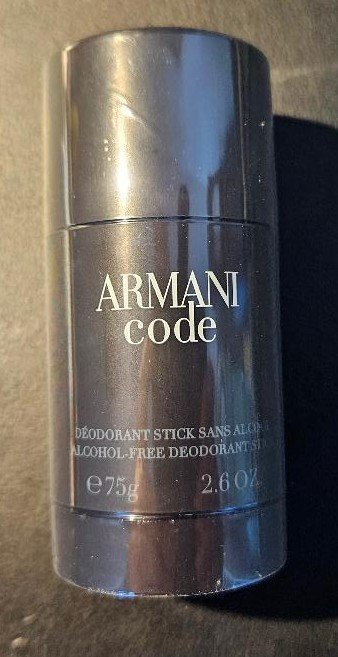 ARMANI
code
DÉODORANT STICK SANS
ALCOHOL-FREE DEODORANT
℮75g 2.6 OZ